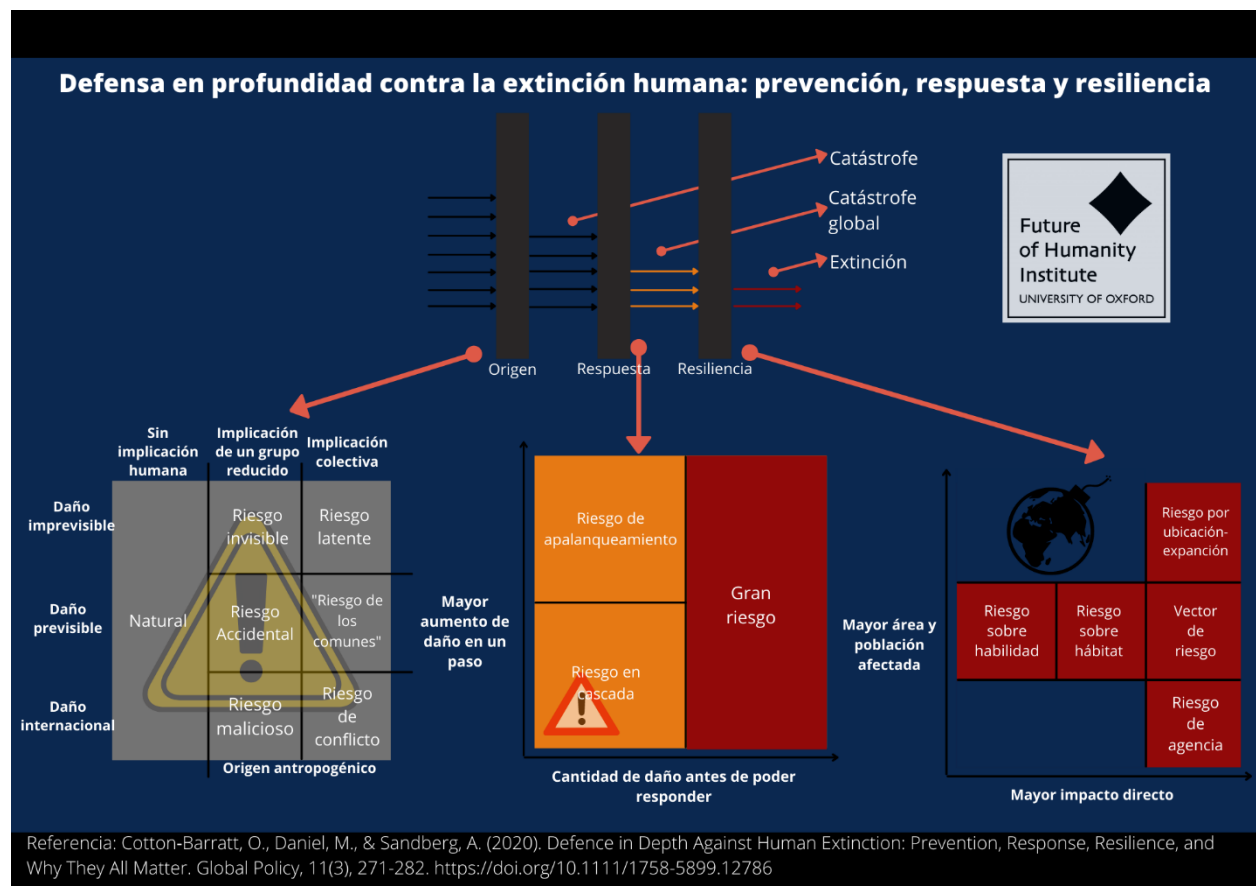 Defensa en profundidad contra la extinción humana: prevención, respuesta y resiliencia
Catástrofe
Catástrofe
global
Extinción
Future
of Humanity
Institute
UNIVERSITY OF OXFORD
Origen
Respuesta
Resiliencia
Sin
implicación
humana
Implicación
de un grupo
reducido
Implicación
colectiva
Daño
imprevisible
Riesgo
invisible
Riesgo
latente
Daño
previsible
Natural
Riesgo
Accidental
"Riesgo de
los
comunes"
Daño
internacional
Riesgo
malicioso
Riesgo
de
conflicto
Origen antropogénico
Mayor
aumento de
daño en un
paso
Riesgo de
apalanqueamiento
Gran
riesgo
Riesgo en
cascada
Cantidad de daño antes de poder
responder
Mayor área y
población
afectada
Riesgo por
ubicación-
expanción
Riesgo
sobre
habilidad
Riesgo
sobre
hábitat
Vector
de
riesgo
Riesgo
de
agencia
Mayor impacto directo
Referencia: Cotton-Barratt, O., Daniel, M., & Sandberg, A. (2020). Defence in Depth Against Human Extinction: Prevention, Response, Resilience, and
Why They All Matter. Global Policy, 11(3), 271-282. https://doi.org/10.1111/1758-5899.12786